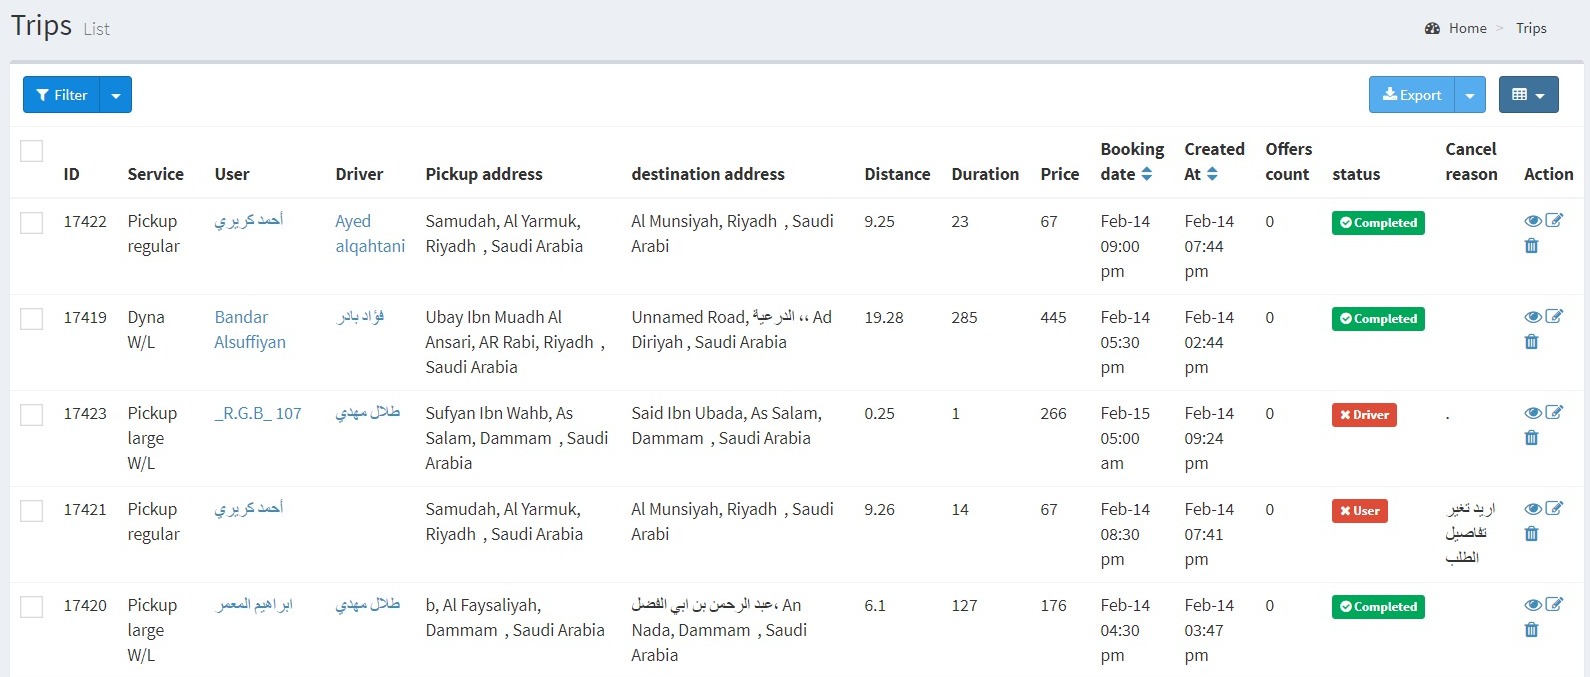 Trips List
Home > Trips
Filter
Export
ID Service User Driver Pickup address destination address Distance Duration Price Booking date Created At Offers count status Cancel reason Action
17422 Pickup regular أحمد كريري Ayed alqahtani Samudah, Al Yarmuk, Riyadh , Saudi Arabia Al Munsiyah, Riyadh , Saudi Arabi 9.25 23 67 Feb-14 09:00 pm Feb-14 07:44 pm 0 Completed
17419 Dyna W/L Bandar Alsuffiyan فؤاد بادر Ubay Ibn Muadh Al Ansari, AR Rabi, Riyadh , Saudi Arabia Unnamed Road, الدرعية ،، Ad Diriyah , Saudi Arabia 19.28 285 445 Feb-14 05:30 pm Feb-14 02:44 pm 0 Completed
17423 Pickup large W/L _R.G.B_ 107 طلال مهدي Sufyan Ibn Wahb, As Salam, Dammam , Saudi Arabia Said Ibn Ubada, As Salam, Dammam , Saudi Arabia 0.25 1 266 Feb-15 05:00 am Feb-14 09:24 pm 0 Driver .
17421 Pickup regular أحمد كريري Samudah, Al Yarmuk, Riyadh , Saudi Arabia Al Munsiyah, Riyadh , Saudi Arabi 9.26 14 67 Feb-14 08:30 pm Feb-14 07:41 pm 0 User اريد تغير تفاصيل الطلب
17420 Pickup large W/L ابراهيم المعمر طلال مهدي b, Al Faysaliyah, Dammam , Saudi Arabia عبد الرحمن بن ابي الفضل، An Nada, Dammam , Saudi Arabia 6.1 127 176 Feb-14 04:30 pm Feb-14 03:47 pm 0 Completed